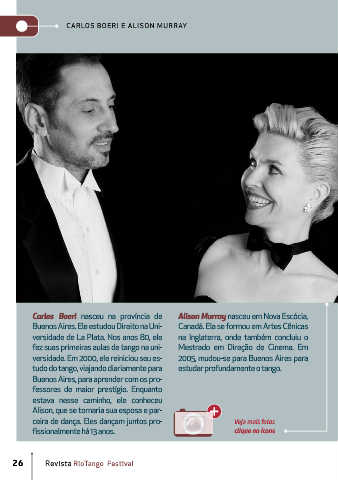 CARLOS BOERI E ALISON MURRAY
Carlos Boeri nasceu na província de
Buenos Aires. Ele estudou Direito na Uni-
versidade de La Plata. Nos anos 80, ele
fez suas primeiras aulas de tango na uni-
versidade. Em 2000, ele reiniciou seu es-
tudo do tango, viajando diariamente para
Buenos Aires, para aprender com os pro-
fessores de maior prestígio. Enquanto
estava nesse caminho, ele conheceu
Alison, que se tornaria sua esposa e par-
ceira de dança. Eles dançam juntos pro-
fissionalmente há 13 anos.
Alison Murray nasceu em Nova Escócia,
Canadá. Ela se formou em Artes Cênicas
na Inglaterra, onde também concluiu o
Mestrado em Direção de Cinema. Em
2005, mudou-se para Buenos Aires para
estudar profundamente o tango.
Veja mais fotos
clique no ícone
26 Revista RioTango Festival